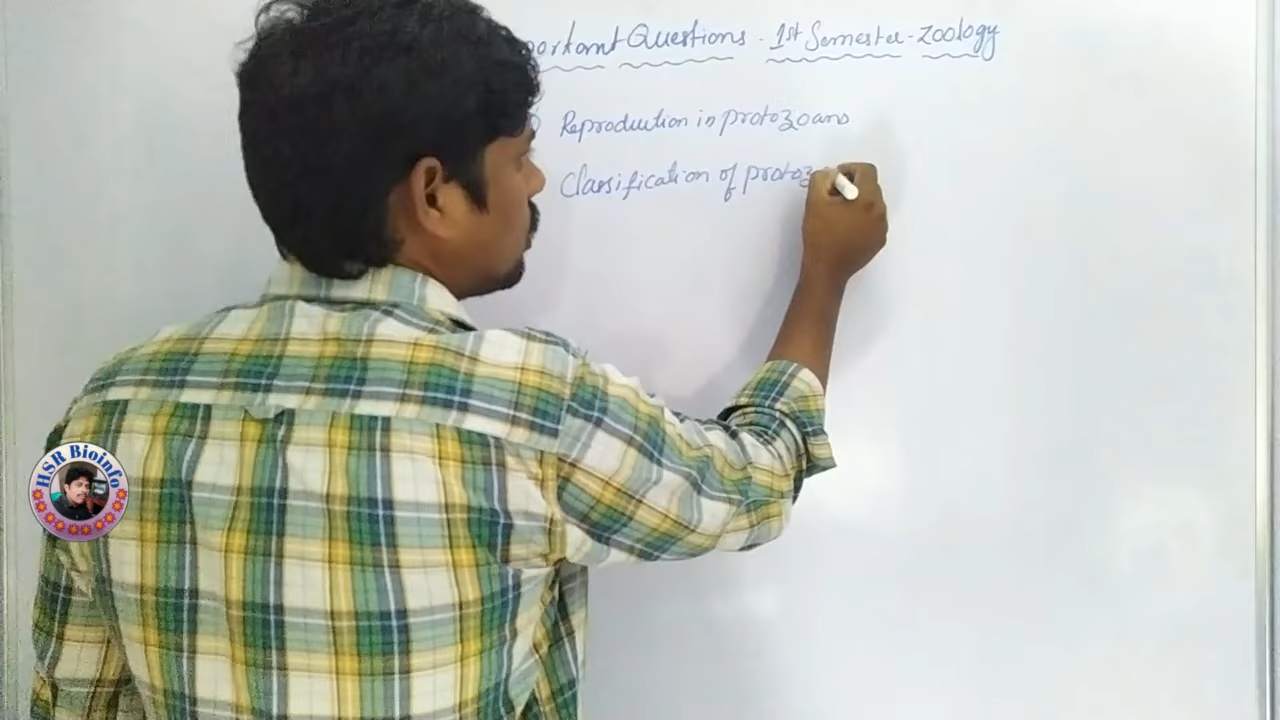 portant Questions - 1st Semester - Zoology
Reproduction in protozoans
Classification of protoz
HSR Bioinfo